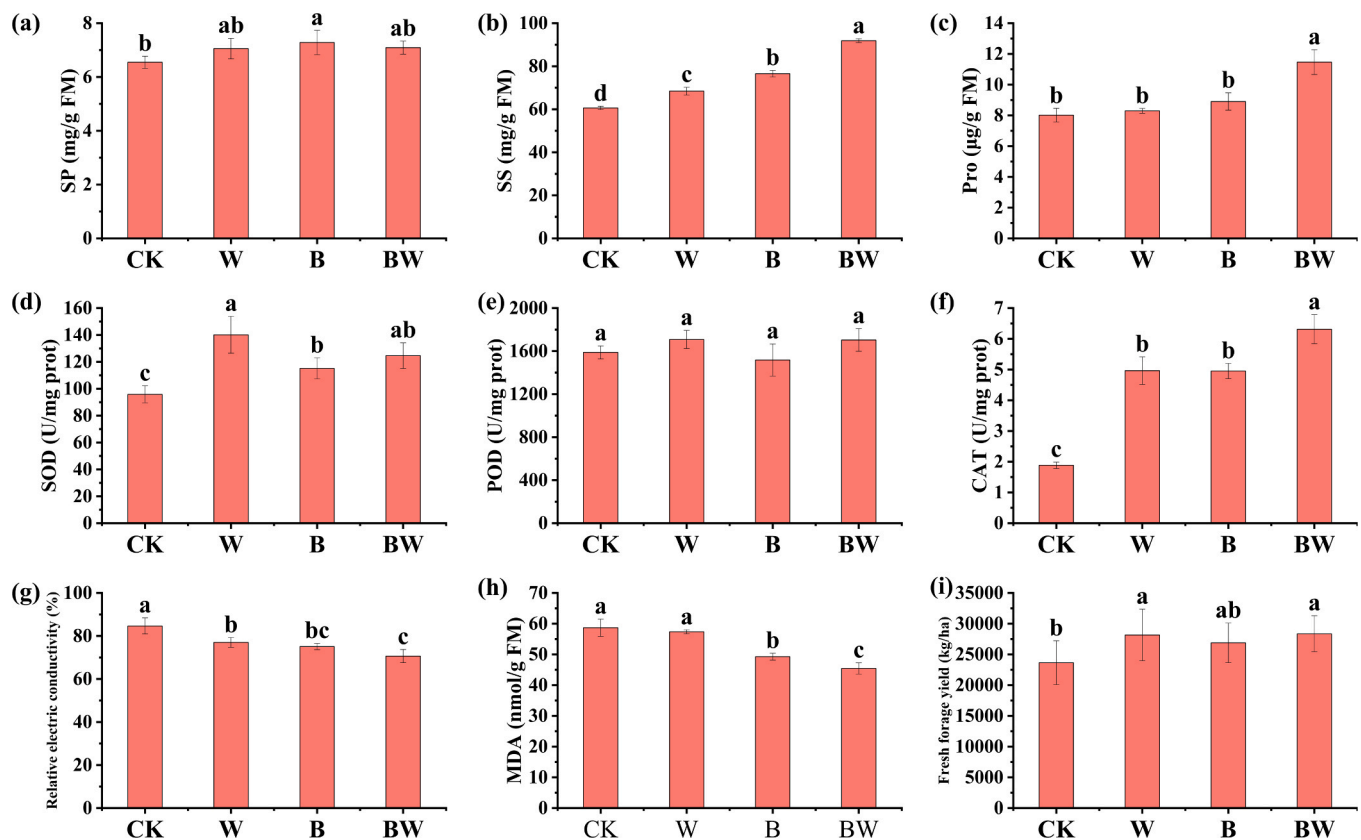 (a)
SP (mg/g FM)
8
6
4
2
0
b
ab
a
ab
CK W B BW
(b)
SS (mg/g FM)
100
80
60
40
20
0
d
c
b
a
CK W B BW
(c)
Pro (μg/g FM)
14
12
10
8
6
4
2
0
b
b
b
a
CK W B BW
(d)
SOD (U/mg prot)
160
140
120
100
80
60
40
20
0
c
a
b
ab
CK W B BW
(e)
POD (U/mg prot)
2000
1600
1200
800
400
0
a
a
a
a
CK W B BW
(f)
CAT (U/mg prot)
7
6
5
4
3
2
1
0
c
b
b
a
CK W B BW
(g)
Relative electric conductivity (%)
100
80
60
40
20
0
a
b
bc
c
CK W B BW
(h)
MDA (nmol/g FM)
70
60
50
40
30
20
10
0
a
a
b
c
CK W B BW
(i)
Fresh forage yield (kg/ha)
35000
30000
25000
20000
15000
10000
5000
0
b
a
ab
a
CK W B BW